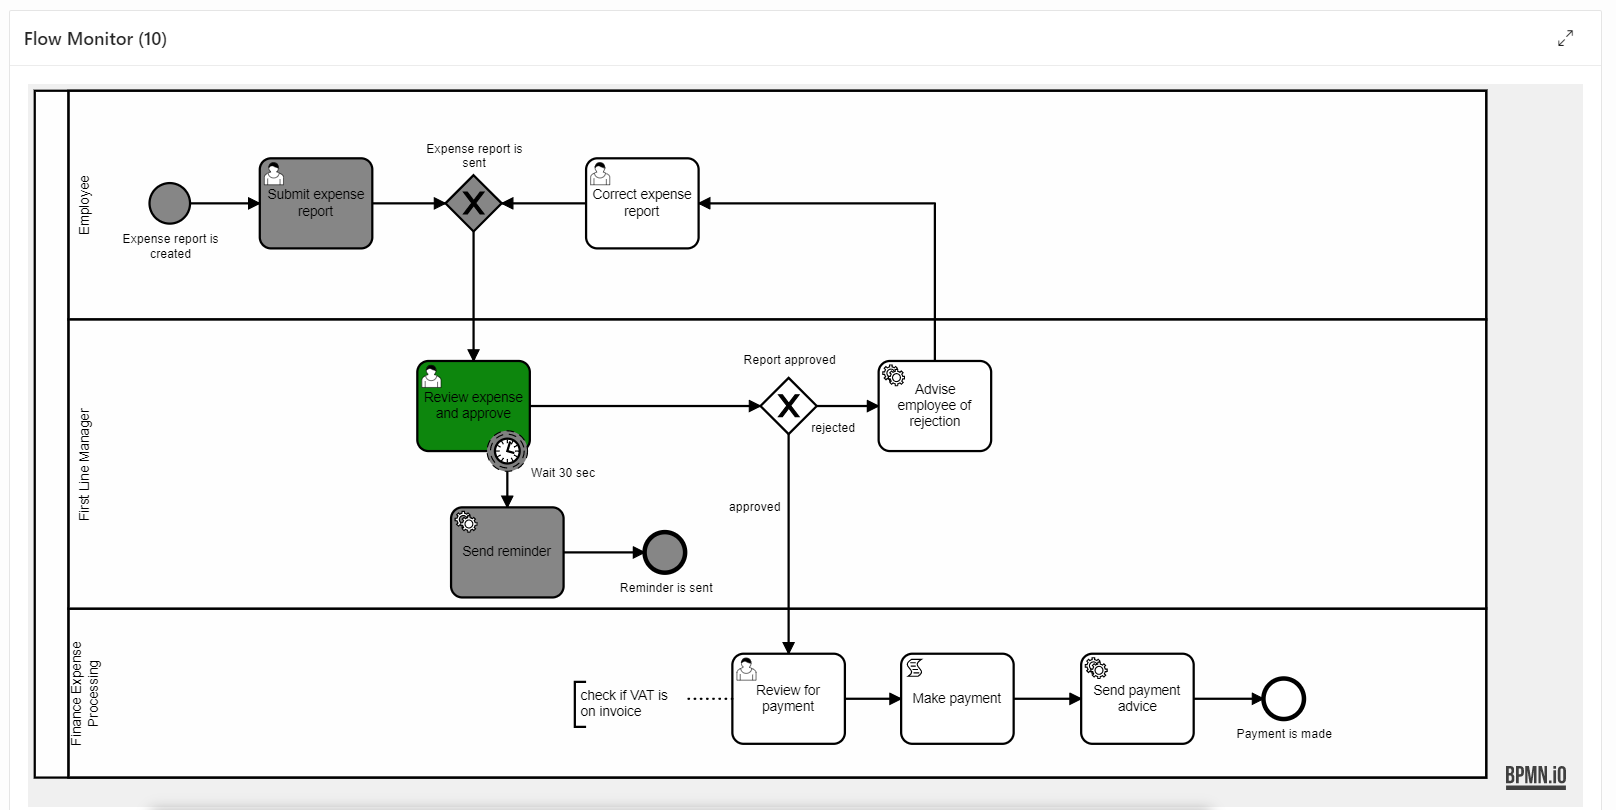 Flow Monitor (10)
Employee
Expense report is
created
Submit expense
report
Expense report is
sent
X
Correct expense
report
First Line Manager
Review expense
and approve
Wait 30 sec
Send reminder
Reminder is sent
Report approved
X
rejected
approved
Advise
employee of
rejection
Finance Expense
Processing
check if VAT is
on invoice
Review for
payment
Make payment
Send payment
advice
Payment is made
BPMN.iO